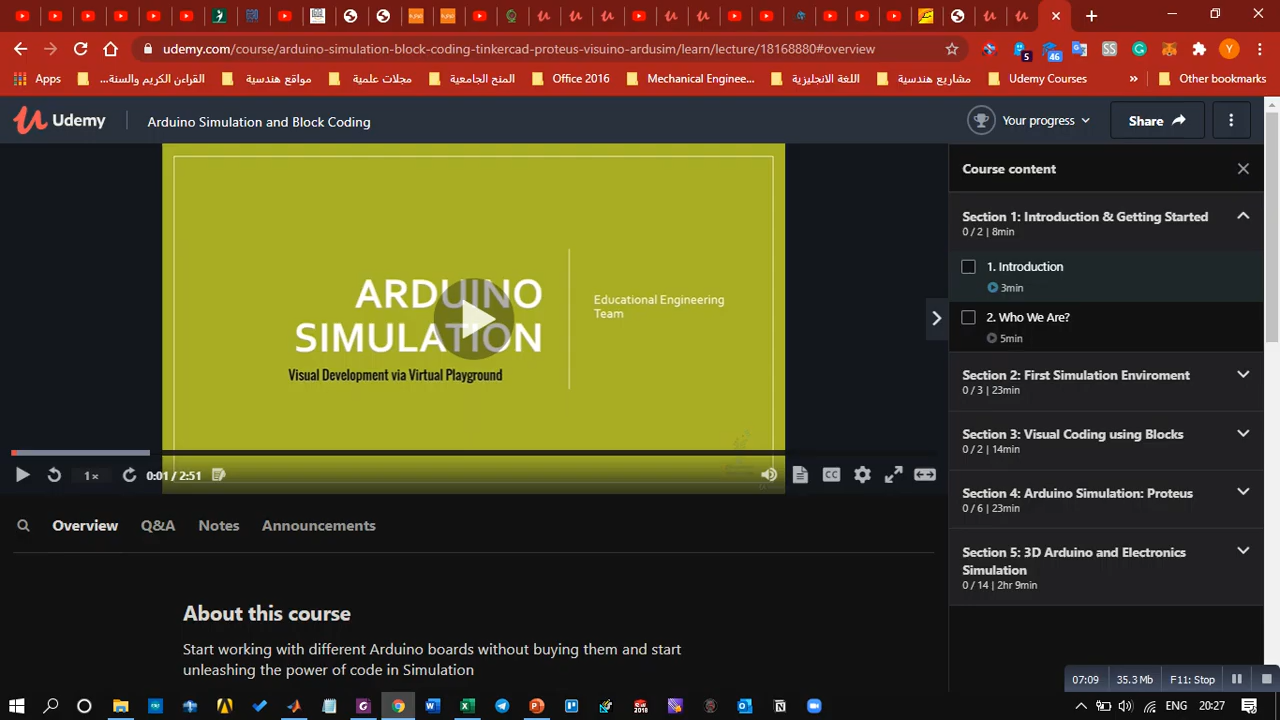 udemy.com/course/arduino-simulation-block-coding-tinkercad-proteus-visuino-ardusim/learn/lecture/18168880#overview
5
46
Y
Apps
القراءن الكريم والسنة...
مواقع هندسية
مجلات علمية
المنح الجامعية
Office 2016
Mechanical Enginee...
اللغة الانجليزية
مشاريع هندسية
Udemy Courses
»
Other bookmarks
Udemy
Arduino Simulation and Block Coding
Your progress
Share
ARDUINO
SIMULATION
Visual Development via Virtual Playground
Educational Engineering
Team
1×
0:01 / 2:51
CC
Course content
Section 1: Introduction & Getting Started
0 / 2 | 8min
1. Introduction
3min
2. Who We Are?
5min
Section 2: First Simulation Enviroment
0 / 3 | 23min
Section 3: Visual Coding using Blocks
0 / 2 | 14min
Section 4: Arduino Simulation: Proteus
0 / 6 | 23min
Section 5: 3D Arduino and Electronics
Simulation
0 / 14 | 2hr 9min
Overview
Q&A
Notes
Announcements
About this course
Start working with different Arduino boards without buying them and start
unleashing the power of code in Simulation
07:09
35.3 Mb
F11: Stop
ENG
20:27